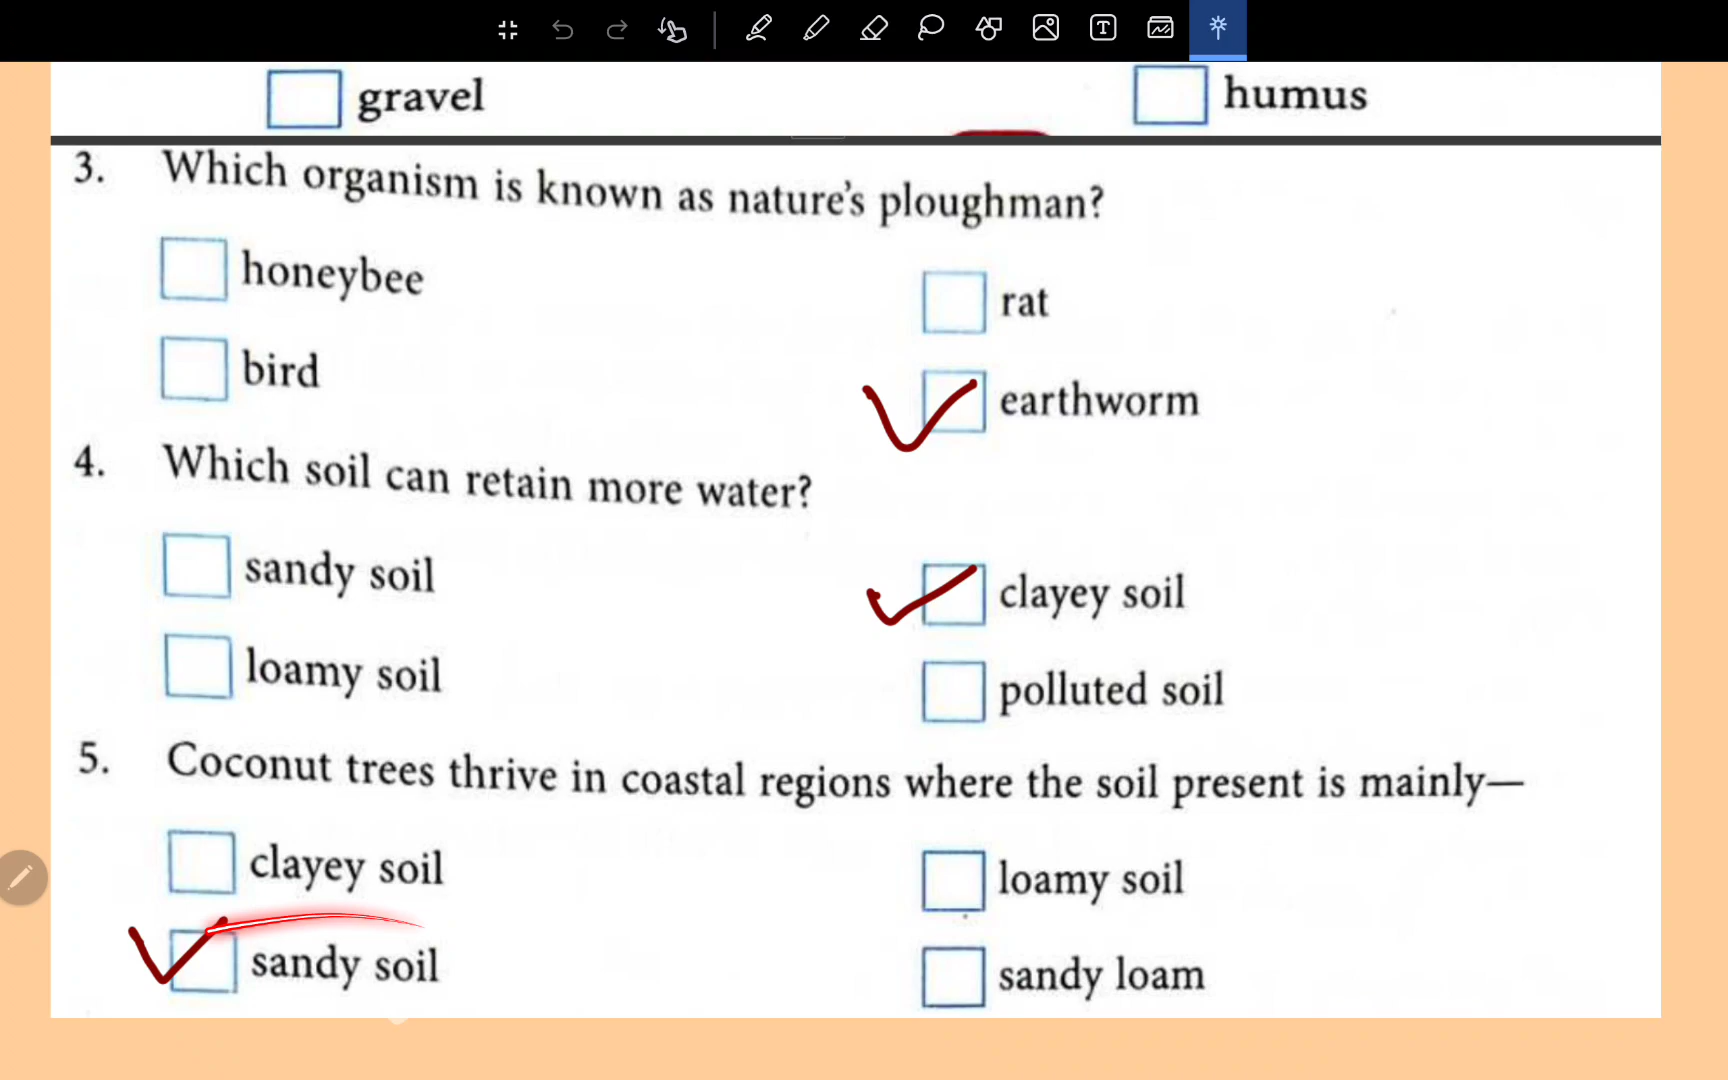 gravel humus
3. Which organism is known as nature's ploughman?
honeybee rat
bird earthworm
4. Which soil can retain more water?
sandy soil clayey soil
loamy soil polluted soil
5. Coconut trees thrive in coastal regions where the soil present is mainly—
clayey soil loamy soil
sandy soil sandy loam